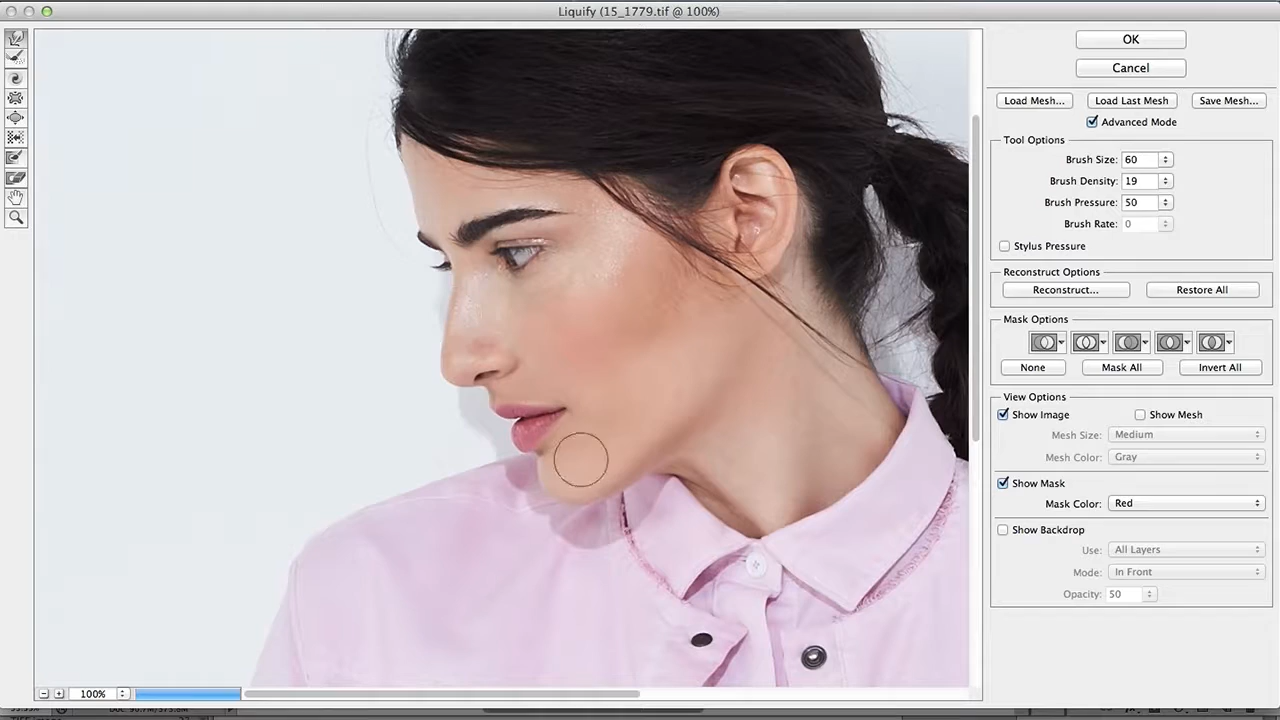 Liquify (15_1779.tif @ 100%)
OK
Cancel
Load Mesh... Load Last Mesh Save Mesh...
Advanced Mode
Tool Options
Brush Size: 60
Brush Density: 19
Brush Pressure: 50
Brush Rate: 0
Stylus Pressure
Reconstruct Options
Reconstruct... Restore All
Mask Options
None Mask All Invert All
View Options
Show Image Show Mesh
Mesh Size: Medium
Mesh Color: Gray
Show Mask
Mask Color: Red
Show Backdrop
Use: All Layers
Mode: In Front
Opacity: 50
100%